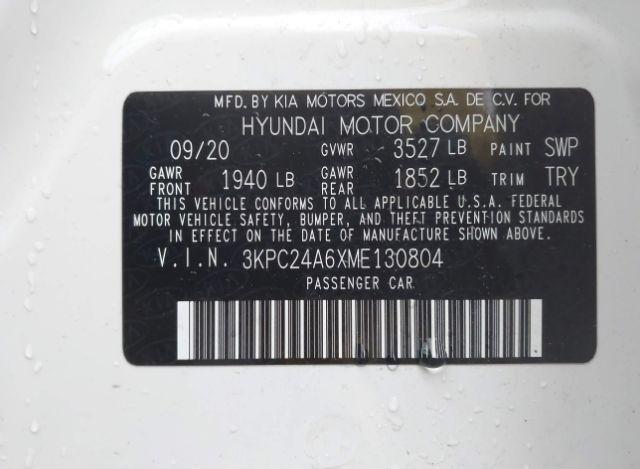 MFD. BY KIA MOTORS MEXICO S.A. DE C.V. FOR
HYUNDAI MOTOR COMPANY
09/20 GVWR 3527 LB PAINT SWP
GAWR FRONT 1940 LB GAWR REAR 1852 LB TRIM TRY
THIS VEHICLE CONFORMS TO ALL APPLICABLE U.S.A. FEDERAL
MOTOR VEHICLE SAFETY, BUMPER, AND THEFT PREVENTION STANDARDS
IN EFFECT ON THE DATE OF MANUFACTURE SHOWN ABOVE.
V.I.N. 3KPC24A6XME130804
PASSENGER CAR